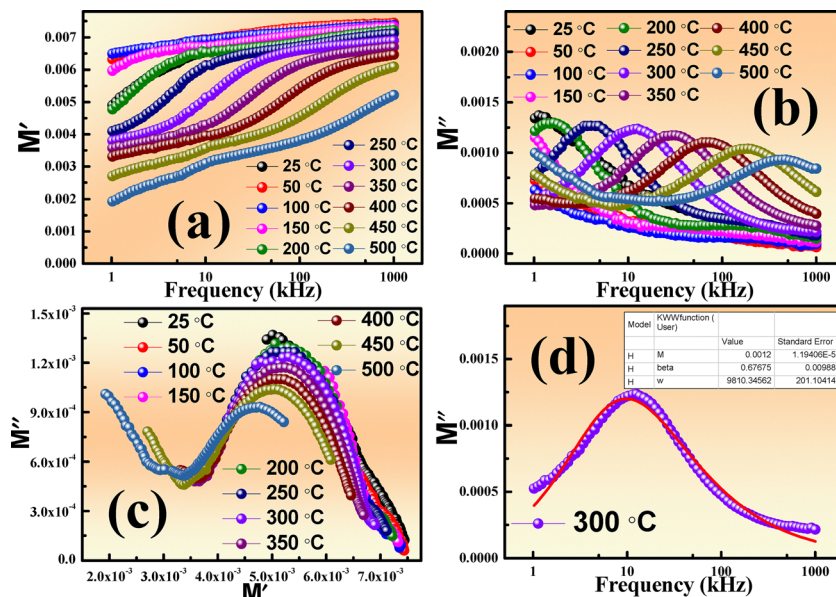 0.007
0.006
0.005
0.004
0.003
0.002
0.001
0.000
M′
25 °C
50 °C
100 °C
150 °C
200 °C
250 °C
300 °C
350 °C
400 °C
450 °C
500 °C
(a)
1 10 100 1000
Frequency (kHz)
0.0020
0.0015
0.0010
0.0005
0.0000
M″
25 °C 200 °C 400 °C
50 °C 250 °C 450 °C
100 °C 300 °C 500 °C
150 °C 350 °C
(b)
1 10 100 1000
Frequency (kHz)
1.5x10⁻³
1.2x10⁻³
9.0x10⁻⁴
6.0x10⁻⁴
3.0x10⁻⁴
0.0
M″
25 °C 400 °C
50 °C 450 °C
100 °C 500 °C
150 °C
200 °C
250 °C
300 °C
350 °C
(c)
2.0x10⁻³ 3.0x10⁻³ 4.0x10⁻³ 5.0x10⁻³ 6.0x10⁻³ 7.0x10⁻³
M′
0.0015
0.0010
0.0005
0.0000
M″
(d)
Model KWWfunction (
User)
Value Standard Error
H M 0.0012 1.19406E-5
H beta 0.67675 0.00988
H w 9810.34562 201.10414
300 °C
1 10 100 1000
Frequency (kHz)